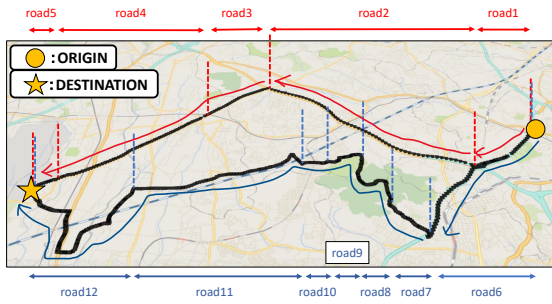 road5 road4 road3 road2 road1
: ORIGIN
: DESTINATION
road9
road12 road11 road10 road8 road7 road6